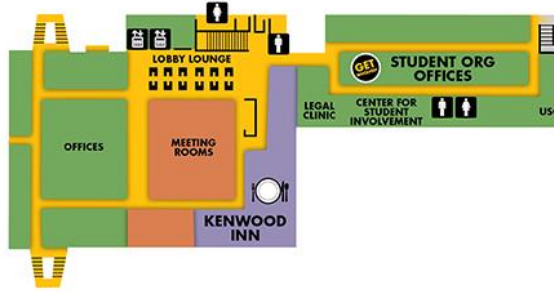 LOBBY LOUNGE
GET
STUDENT ORG
OFFICES
LEGAL
CLINIC
CENTER FOR
STUDENT
INVOLVEMENT
OFFICES
MEETING
ROOMS
KENWOOD
INN